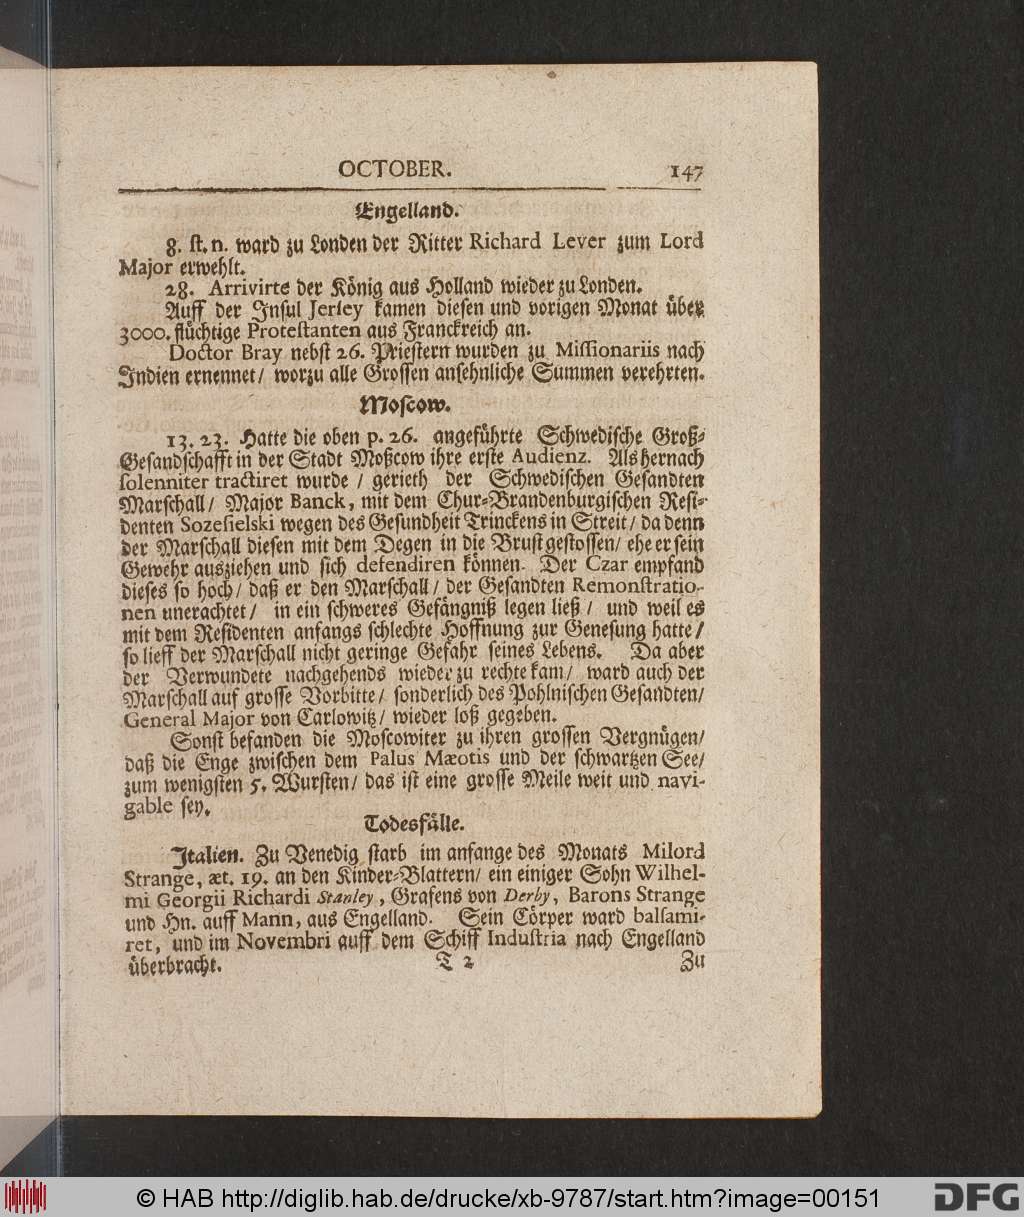 OCTOBER. 147
Engelland.
8. st. n. ward zu Londen der Ritter Richard Lever zum Lord
Major erwehlt.
28. Arrivirte der König aus Holland wieder zu Londen.
Auff der Insul Jersey kamen diesen und vorigen Monat über
3000. flüchtige Protestanten aus Franckreich an.
Doctor Bray nebst 26. Priestern wurden zu Missionariis nach
Indien ernennet/ worzu alle Grossen ansehnliche Summen verehrten.
Moscow.
13. 23. Hatte die oben p. 26. angeführte Schwedische Groß-
Gesandschafft in der Stadt Moßcow ihre erste Audienz. Als hernach
solenniter tractiret wurde / gerieth der Schwedischen Gesandten
Marschall/ Major Banck, mit dem Chur-Brandenburgischen Resi-
denten Sozesielski wegen des Gesundheit Trinckens in Streit/ da denn
der Marschall diesen mit dem Degen in die Brust gestossen/ ehe er sein
Gewehr ausziehen und sich defendiren können. Der Czar empfand
dieses so hoch/ daß er den Marschall/ der Gesandten Remonstratio-
nen unerachtet/ in ein schweres Gefängniß legen ließ/ und weil es
mit dem Residenten anfangs schlechte Hoffnung zur Genesung hatte/
so lieff der Marschall nicht geringe Gefahr seines Lebens. Da aber
der Verwundete nachgehends wieder zu rechte kam/ ward auch der
Marschall auf grosse Vorbitte/ sonderlich des Pohlnischen Gesandten/
General Major von Carlowitz/ wieder loß gegeben.
Sonst befanden die Moscowiter zu ihren grossen Vergnügen/
daß die Enge zwischen dem Palus Mæotis und der schwartzen See/
zum wenigsten 5. Wursten/ das ist eine grosse Meile weit und navi-
gable sey.
Todesfälle.
Italien. Zu Venedig starb im anfange des Monats Milord
Strange, æt. 19. an den Kinder-Blattern/ ein einiger Sohn Wilhel-
mi Georgii Richardi Stanley, Grafens von Derby, Barons Strange
und Hn. auff Mann, aus Engelland. Sein Cörper ward balsami-
ret, und im Novembri auff dem Schiff Industria nach Engelland
überbracht.
T 2 Zu
© HAB http://diglib.hab.de/drucke/xb-9787/start.htm?image=00151
DFG